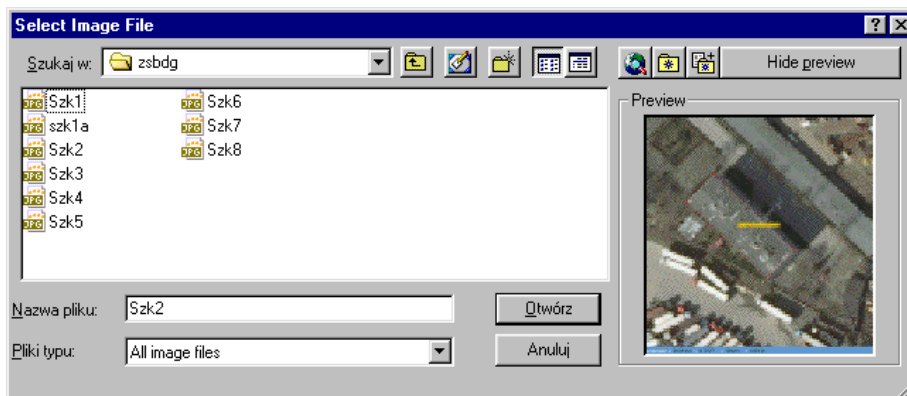 Select Image File
Szukaj w: zsbdg
Hide preview
Szk1 Szk6
szk1a Szk7
Szk2 Szk8
Szk3
Szk4
Szk5
Preview
Nazwa pliku: Szk2 Otwórz
Pliki typu: All image files Anuluj